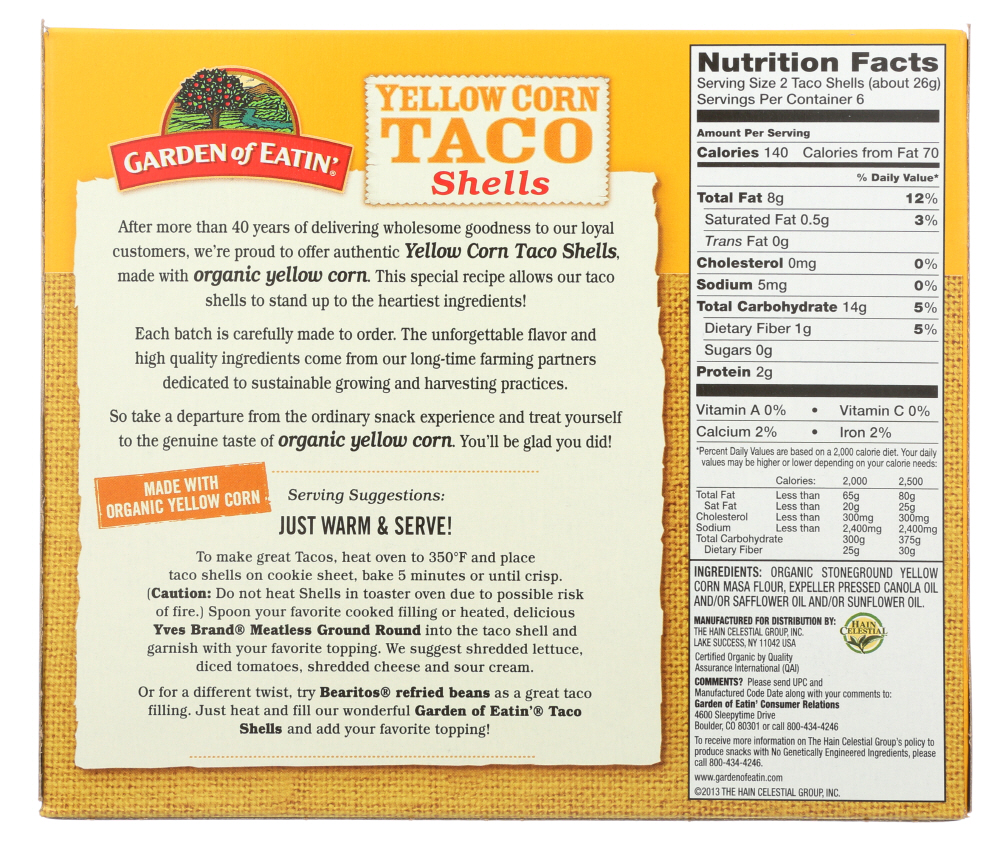 GARDEN of EATIN'®
YELLOW CORN
TACO
Shells
After more than 40 years of delivering wholesome goodness to our loyal
customers, we're proud to offer authentic Yellow Corn Taco Shells,
made with organic yellow corn. This special recipe allows our taco
shells to stand up to the heartiest ingredients!
Each batch is carefully made to order. The unforgettable flavor and
high quality ingredients come from our long-time farming partners
dedicated to sustainable growing and harvesting practices.
So take a departure from the ordinary snack experience and treat yourself
to the genuine taste of organic yellow corn. You'll be glad you did!
MADE WITH
ORGANIC YELLOW CORN
Serving Suggestions:
JUST WARM & SERVE!
To make great Tacos, heat oven to 350°F and place
taco shells on cookie sheet, bake 5 minutes or until crisp.
(Caution: Do not heat Shells in toaster oven due to possible risk
of fire.) Spoon your favorite cooked filling or heated, delicious
Yves Brand® Meatless Ground Round into the taco shell and
garnish with your favorite topping. We suggest shredded lettuce,
diced tomatoes, shredded cheese and sour cream.
Or for a different twist, try Bearitos® refried beans as a great taco
filling. Just heat and fill our wonderful Garden of Eatin'® Taco
Shells and add your favorite topping!
Nutrition Facts
Serving Size 2 Taco Shells (about 26g)
Servings Per Container 6
Amount Per Serving
Calories 140 Calories from Fat 70
% Daily Value*
Total Fat 8g 12%
Saturated Fat 0.5g 3%
Trans Fat 0g
Cholesterol 0mg 0%
Sodium 5mg 0%
Total Carbohydrate 14g 5%
Dietary Fiber 1g 5%
Sugars 0g
Protein 2g
Vitamin A 0% • Vitamin C 0%
Calcium 2% • Iron 2%
*Percent Daily Values are based on a 2,000 calorie diet. Your daily
values may be higher or lower depending on your calorie needs:
Calories: 2,000 2,500
Total Fat Less than 65g 80g
Sat Fat Less than 20g 25g
Cholesterol Less than 300mg 300mg
Sodium Less than 2,400mg 2,400mg
Total Carbohydrate 300g 375g
Dietary Fiber 25g 30g
INGREDIENTS: ORGANIC STONEGROUND YELLOW
CORN MASA FLOUR, EXPELLER PRESSED CANOLA OIL
AND/OR SAFFLOWER OIL AND/OR SUNFLOWER OIL.
MANUFACTURED FOR DISTRIBUTION BY:
THE HAIN CELESTIAL GROUP, INC.
LAKE SUCCESS, NY 11042 USA
HAIN
CELESTIAL
Certified Organic by Quality
Assurance International (QAI)
COMMENTS? Please send UPC and
Manufactured Code Date along with your comments to:
Garden of Eatin' Consumer Relations
4600 Sleepytime Drive
Boulder, CO 80301 or call 800-434-4246
To receive more information on The Hain Celestial Group's policy to
produce snacks with No Genetically Engineered Ingredients, please
call 800-434-4246.
www.gardenofeatin.com
©2013 THE HAIN CELESTIAL GROUP, INC.